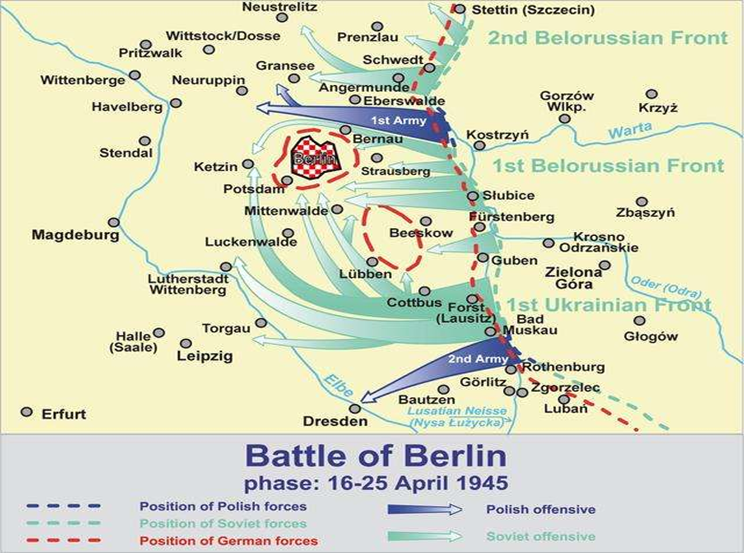 Neustrelitz
Stettin (Szczecin)
Wittstock/Dosse
Prenzlau
2nd Belorussian Front
Pritzwalk
Schwedt
Gransee
Wittenberge
Neuruppin
Angermunde
Gorzów
Wlkp.
Krzyż
Havelberg
Eberswalde
1st Army
Kostrzyń
Warta
Bernau
Stendal
Berlin
Ketzin
Strausberg
1st Belorussian Front
Potsdam
Słubice
Mittenwalde
Fürstenberg
Zbąszyń
Magdeburg
Beeskow
Krosno
Odrzańskie
Luckenwalde
Guben
Lübben
Zielona
Góra
Lutherstadt
Wittenberg
Oder (Odra)
Cottbus
Forst
(Lausitz)
1st Ukrainian Front
Bad
Muskau
Torgau
Halle
(Saale)
Głogów
Leipzig
2nd Army
Rothenburg
Görlitz
Zgorzelec
Elbe
Bautzen
Lubań
Erfurt
Dresden
Lusatian Neisse
(Nysa Łużycka)
Battle of Berlin
phase: 16-25 April 1945
Position of Polish forces
Polish offensive
Position of Soviet forces
Soviet offensive
Position of German forces